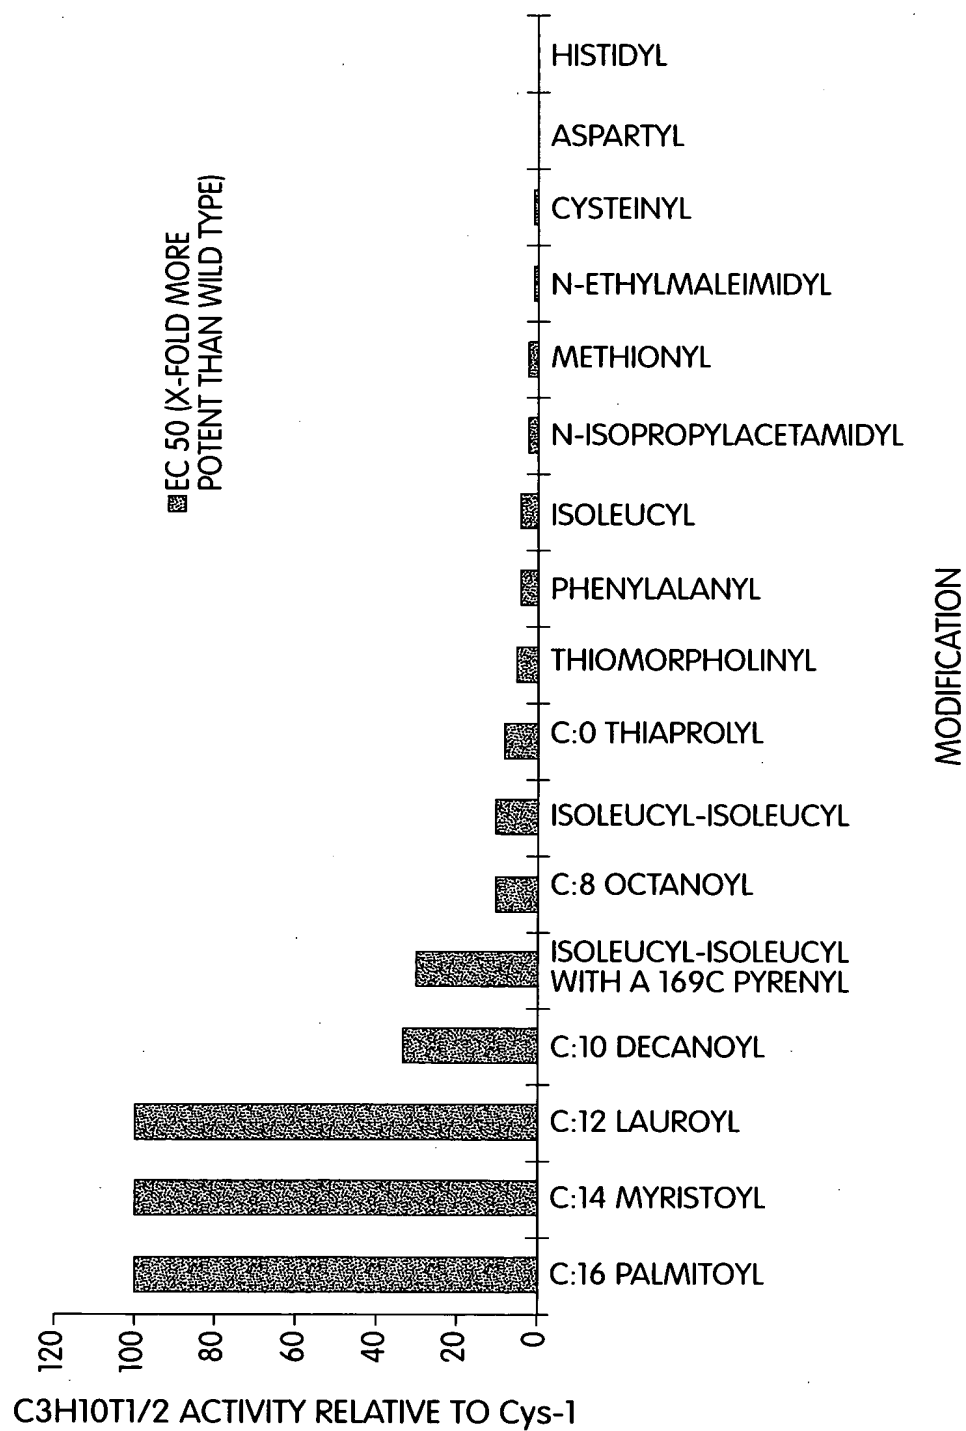 HISTIDYL
ASPARTYL
CYSTEINYL
N-ETHYLMALEIMIDYL
METHIONYL
N-ISOPROPYLACETAMIDYL
ISOLEUCYL
PHENYLALANYL
THIOMORPHOLINYL
C:0 THIAPROLYL
ISOLEUCYL-ISOLEUCYL
C:8 OCTANOYL
ISOLEUCYL-ISOLEUCYL
WITH A 169C PYRENYL
C:10 DECANOYL
C:12 LAUROYL
C:14 MYRISTOYL
C:16 PALMITOYL
EC 50 (X-FOLD MORE
POTENT THAN WILD TYPE)
MODIFICATION
120
100
80
60
40
20
0
C3H10T1/2 ACTIVITY RELATIVE TO Cys-1